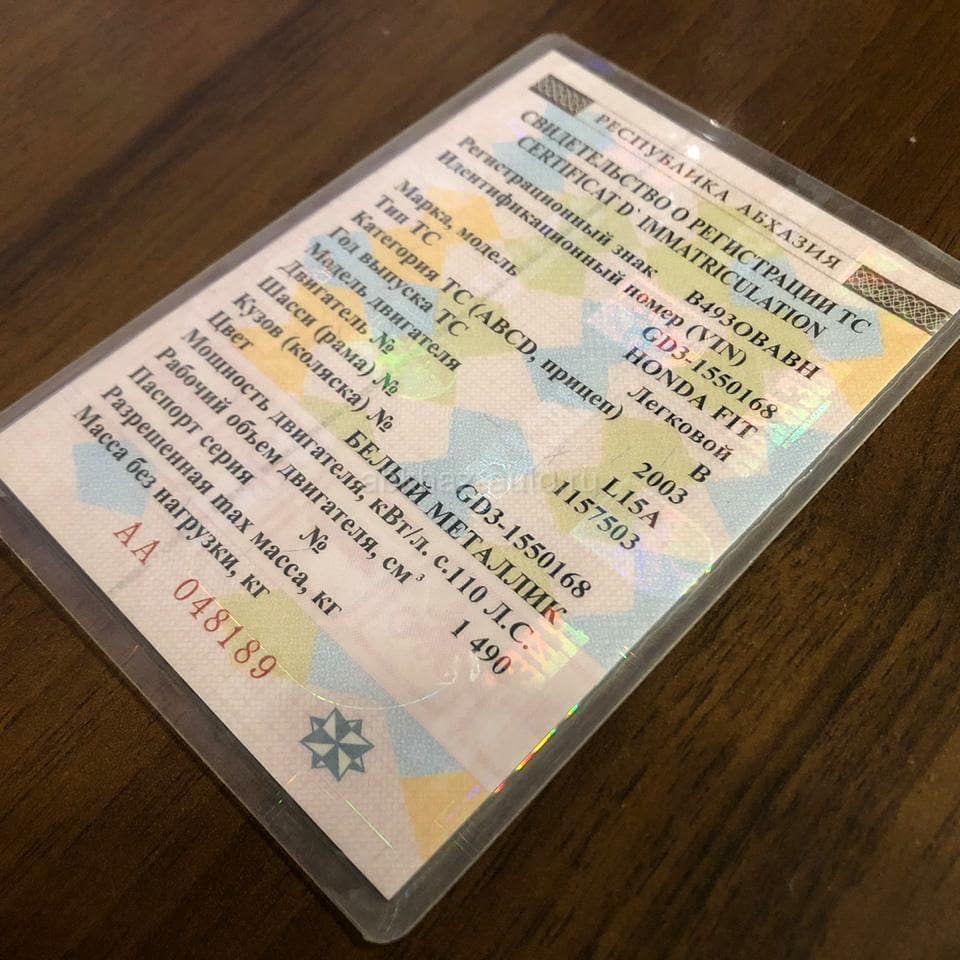 РЕСПУБЛИКА АБХАЗИЯ
СВИДЕТЕЛЬСТВО О РЕГИСТРАЦИИ ТС
CERTIFICAT D`IMMATRICULATION
Регистрационный знак В493ОВАВН
Идентификационный номер (VIN) GD3-1550168
Марка, модель HONDA FIT
Тип ТС Легковой
Категория ТС (ABCD, прицеп) B
Год выпуска ТС 2003
Модель двигателя L15A
Двигатель № 1157503
Шасси (рама) №
Кузов (коляска) № GD3-1550168
Цвет БЕЛЫЙ МЕТАЛЛИК
Мощность двигателя, кВт/л. с. 110 Л.С.
Рабочий объем двигателя, см³ 1 490
Паспорт серия №
Разрешенная max масса, кг
Масса без нагрузки, кг
АА 048189